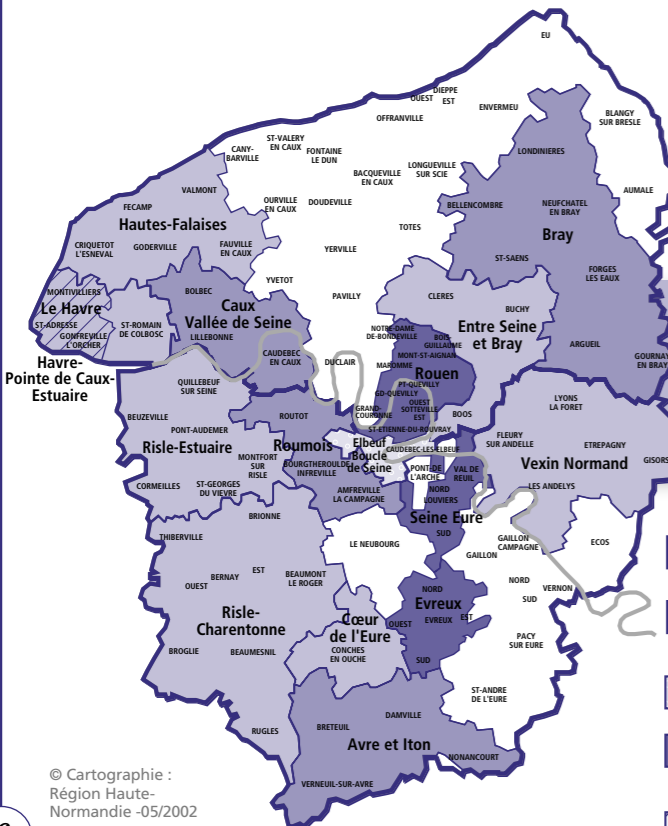 EU
DIEPPE
OUEST
EST
ENVERMEU
OFFRANVILLE
BLANGY
SUR BRESLE
ST-VALERY
EN CAUX
CANY-
BARVILLE
FONTAINE
LE DUN
LONDINIERES
LONGUEVILLE
SUR SCIE
BACQUEVILLE
EN CAUX
VALMONT
AUMALE
OURVILLE
EN CAUX
DOUDEVILLE
BELLENCOMBRE
NEUFCHATEL
EN BRAY
FECAMP
Hautes-Falaises
TOTES
Bray
CRIQUETOT
L'ESNEVAL
GODERVILLE
FAUVILLE
EN CAUX
YERVILLE
ST-SAENS
FORGES
LES EAUX
YVETOT
MONTIVILLIERS
BOLBEC
PAVILLY
CLERES
BUCHY
Le Havre
Caux
Vallée de Seine
ST-ADRESSE
ST-ROMAIN
DE COLBOSC
GONFREVILLE
L'ORCHER
LILLEBONNE
NOTRE-DAME
DE-BONDEVILLE
BOIS-
GUILLAUME
Entre Seine
et Bray
ARGUEIL
MONT-ST-AIGNAN
CAUDEBEC
EN CAUX
DUCLAIR
MAROMME
Rouen
GOURNAY
EN BRAY
Havre-
Pointe de Caux-
Estuaire
QUILLEBEUF
SUR SEINE
PT-QUEVILLY
GD-QUEVILLY
OUEST
SOTTEVILLE
EST
GRAND-
COURONNE
BOOS
LYONS
LA FORET
BEUZEVILLE
ROUTOT
ST-ETIENNE-DU-ROUVRAY
PONT-AUDEMER
Risle-Estuaire
Roumois
Elbeuf
Boucle
de Seine
CAUDEBEC-LES-ELBEUF
FLEURY
SUR ANDELLE
ETREPAGNY
MONTFORT
SUR
RISLE
BOURGTHEROULDE
INFREVILLE
PONT-DE
L'ARCHE
VAL DE
REUIL
Vexin Normand
GISORS
CORMEILLES
ST-GEORGES
DU VIEVRE
AMFREVILLE
LA CAMPAGNE
NORD
LOUVIERS
LES ANDELYS
BRIONNE
Seine Eure
SUD
THIBERVILLE
LE NEUBOURG
GAILLON
CAMPAGNE
ECOS
GAILLON
EST
BERNAY
OUEST
BEAUMONT
LE ROGER
NORD
NORD
SUD
VERNON
Evreux
Risle-
Charentonne
Cœur
de l'Eure
OUEST
EVREUX
EST
PACY
SUR EURE
BROGLIE
BEAUMESNIL
CONCHES
EN OUCHE
SUD
ST-ANDRE
DE L'EURE
DAMVILLE
RUGLES
BRETEUIL
Avre et Iton
NONANCOURT
VERNEUIL-SUR-AVRE
© Cartographie :
Région Haute-
Normandie -05/2002